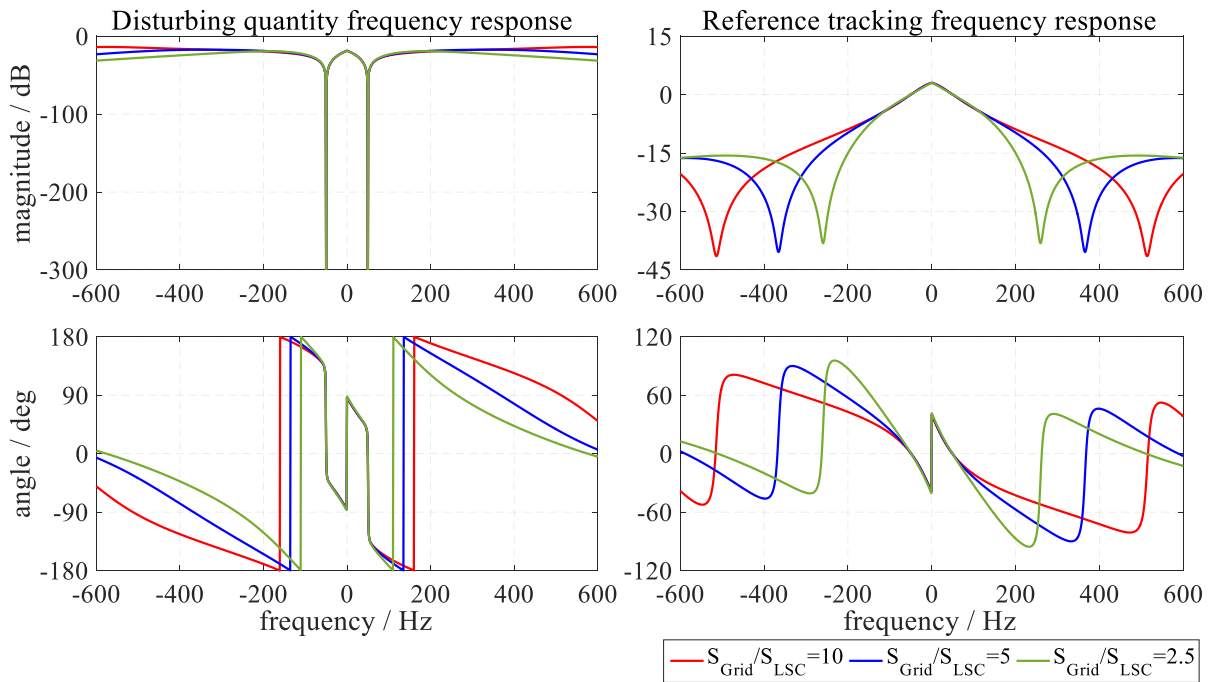 Disturbing quantity frequency response
Reference tracking frequency response
magnitude / dB
0
-100
-200
-300
-600 -400 -200 0 200 400 600
15
0
-15
-30
-45
-600 -400 -200 0 200 400 600
angle / deg
180
90
0
-90
-180
-600 -400 -200 0 200 400 600
frequency / Hz
120
60
0
-60
-120
-600 -400 -200 0 200 400 600
frequency / Hz
S_Grid/S_LSC=10 S_Grid/S_LSC=5 S_Grid/S_LSC=2.5